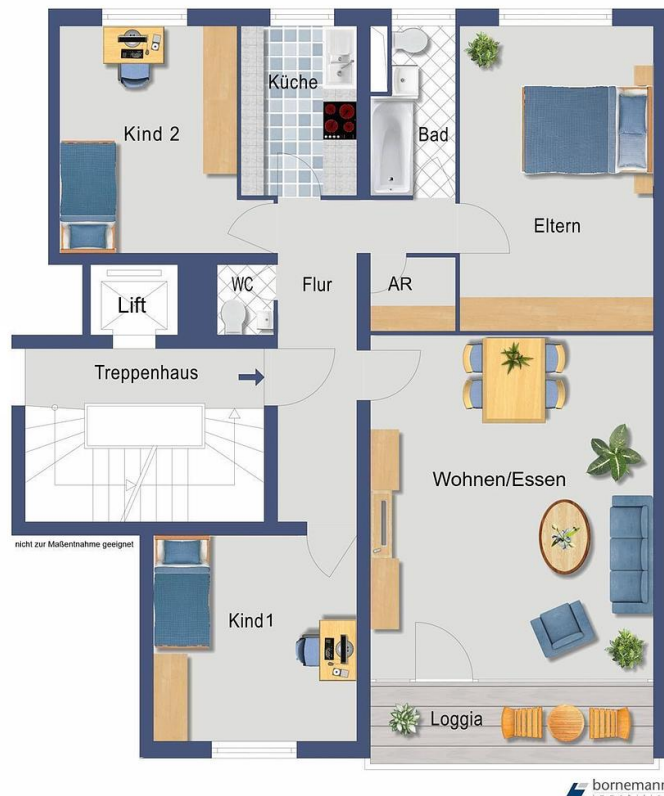 Küche
Kind 2
Bad
Eltern
WC
Flur
AR
Lift
Treppenhaus
Wohnen/Essen
nicht zur Maßentnahme geeignet
Kind1
Loggia
bornemann